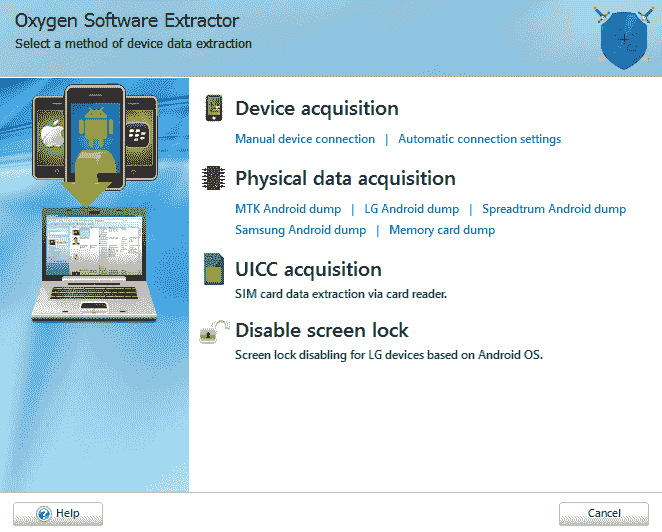 Oxygen Software Extractor
Select a method of device data extraction
Device acquisition
Manual device connection | Automatic connection settings
Physical data acquisition
MTK Android dump | LG Android dump | Spreadtrum Android dump
Samsung Android dump | Memory card dump
UICC acquisition
SIM card data extraction via card reader.
Disable screen lock
Screen lock disabling for LG devices based on Android OS.
Help
Cancel